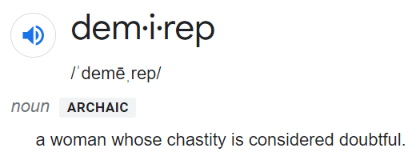 dem·i·rep
/ˈdemēˌrep/
noun ARCHAIC
a woman whose chastity is considered doubtful.